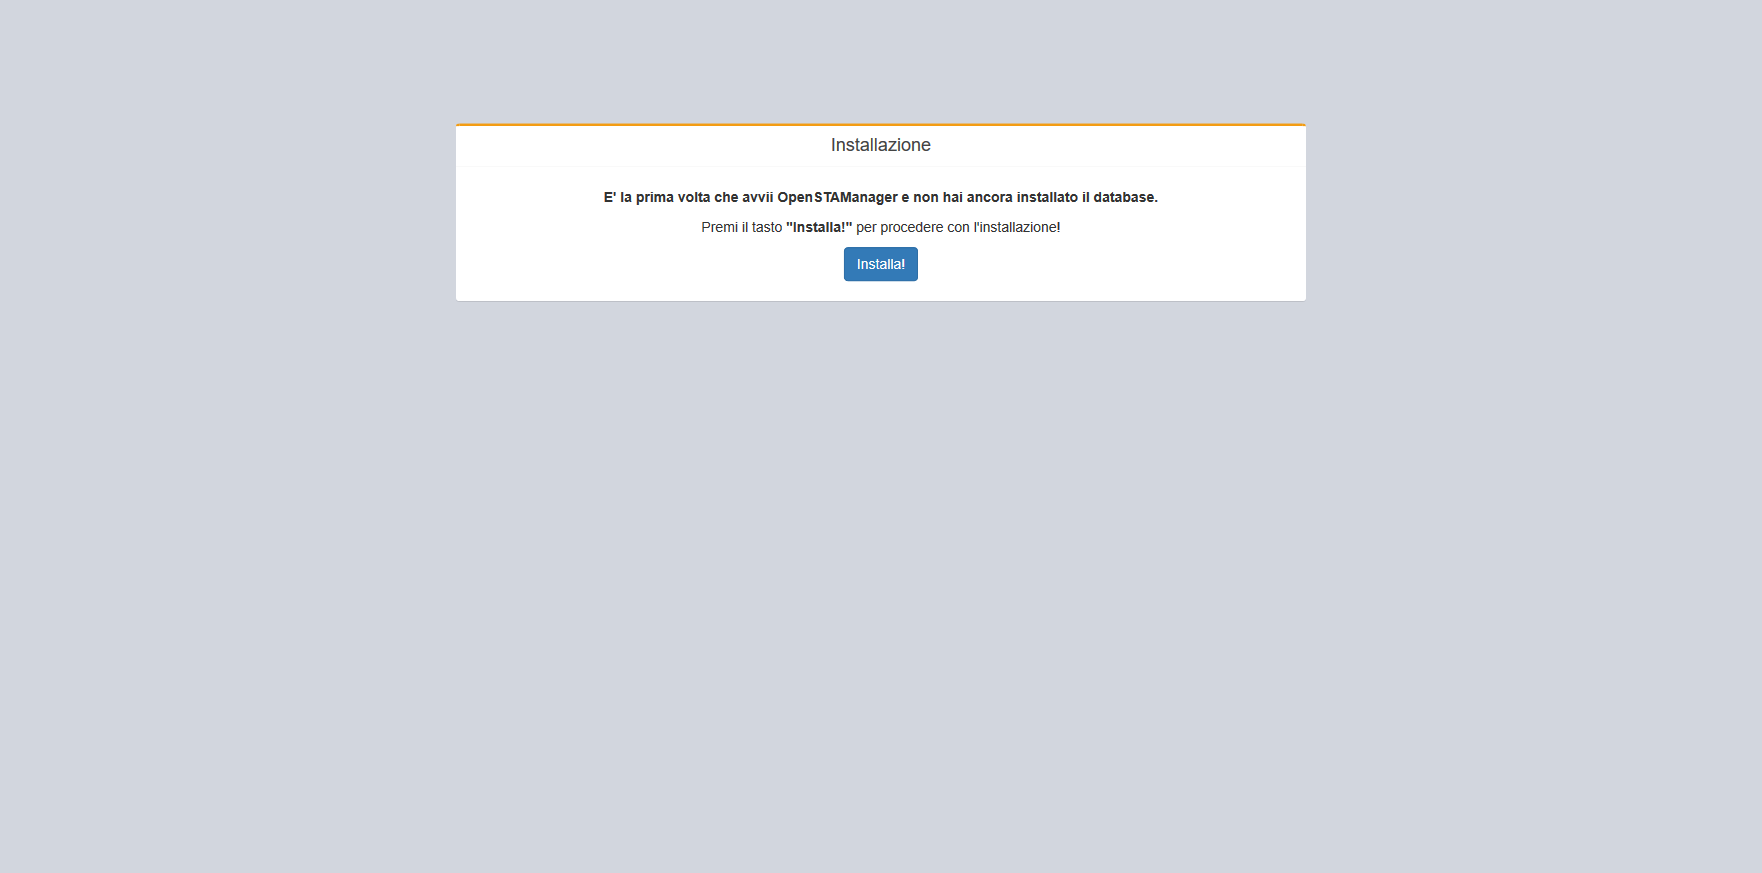 Installazione
E' la prima volta che avvii OpenSTAManager e non hai ancora installato il database.
Premi il tasto "Installa!" per procedere con l'installazione!
Installa!